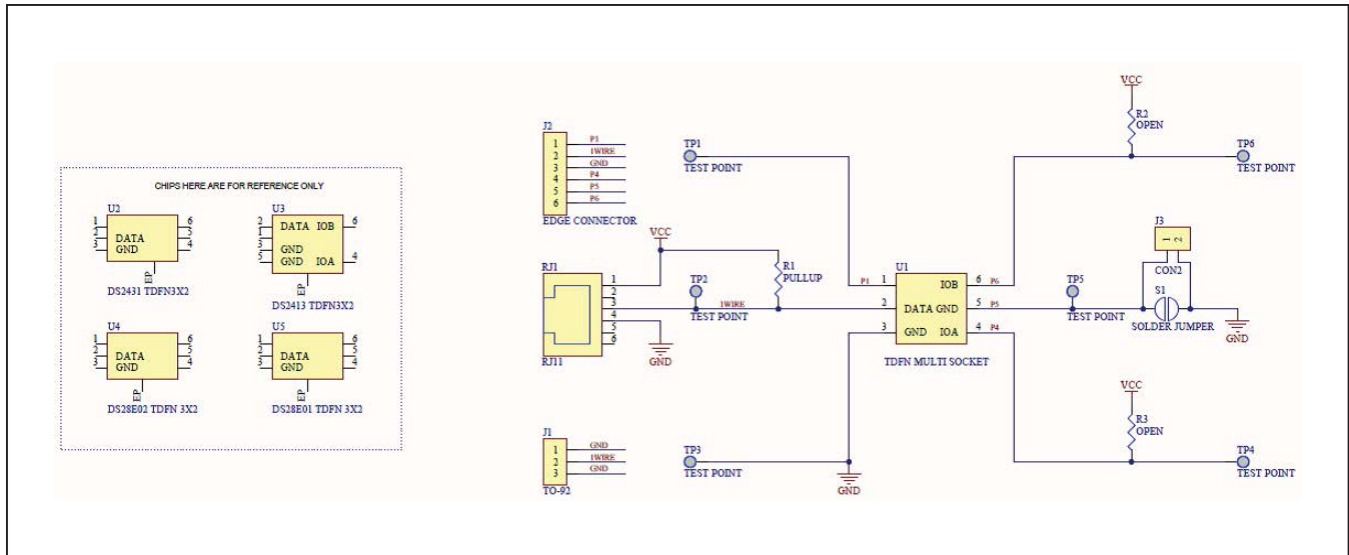 CHIPS HERE ARE FOR REFERENCE ONLY
U2
1
2
3
DATA
GND
6
5
4
EP
DS2431 TDFN3X2
U3
2
1
3
5
DATA IOB
GND
GND IOA
6
4
EP
DS2413 TDFN3X2
U4
1
2
3
DATA
GND
6
5
4
EP
DS28E02 TDFN 3X2
U5
1
2
3
DATA
GND
6
5
4
EP
DS28E01 TDFN 3X2
J2
1 P1
2 1WIRE
3 GND
4 P4
5 P5
6 P6
EDGE CONNECTOR
VCC
RJ1
1
2
3
4
5
6
RJ11
GND
J1
1 GND
2 1WIRE
3 GND
TO-92
TP1
TEST POINT
TP2
TEST POINT
1WIRE
R1
PULLUP
TP3
TEST POINT
GND
U1
P1 1 IOB 6 P6
2 DATA GND 5 P5
3 GND IOA 4 P4
TDFN MULTI SOCKET
VCC
R2
OPEN
TP6
TEST POINT
J3
1 2
CON2
TP5
TEST POINT
S1
SOLDER JUMPER
GND
VCC
R3
OPEN
TP4
TEST POINT